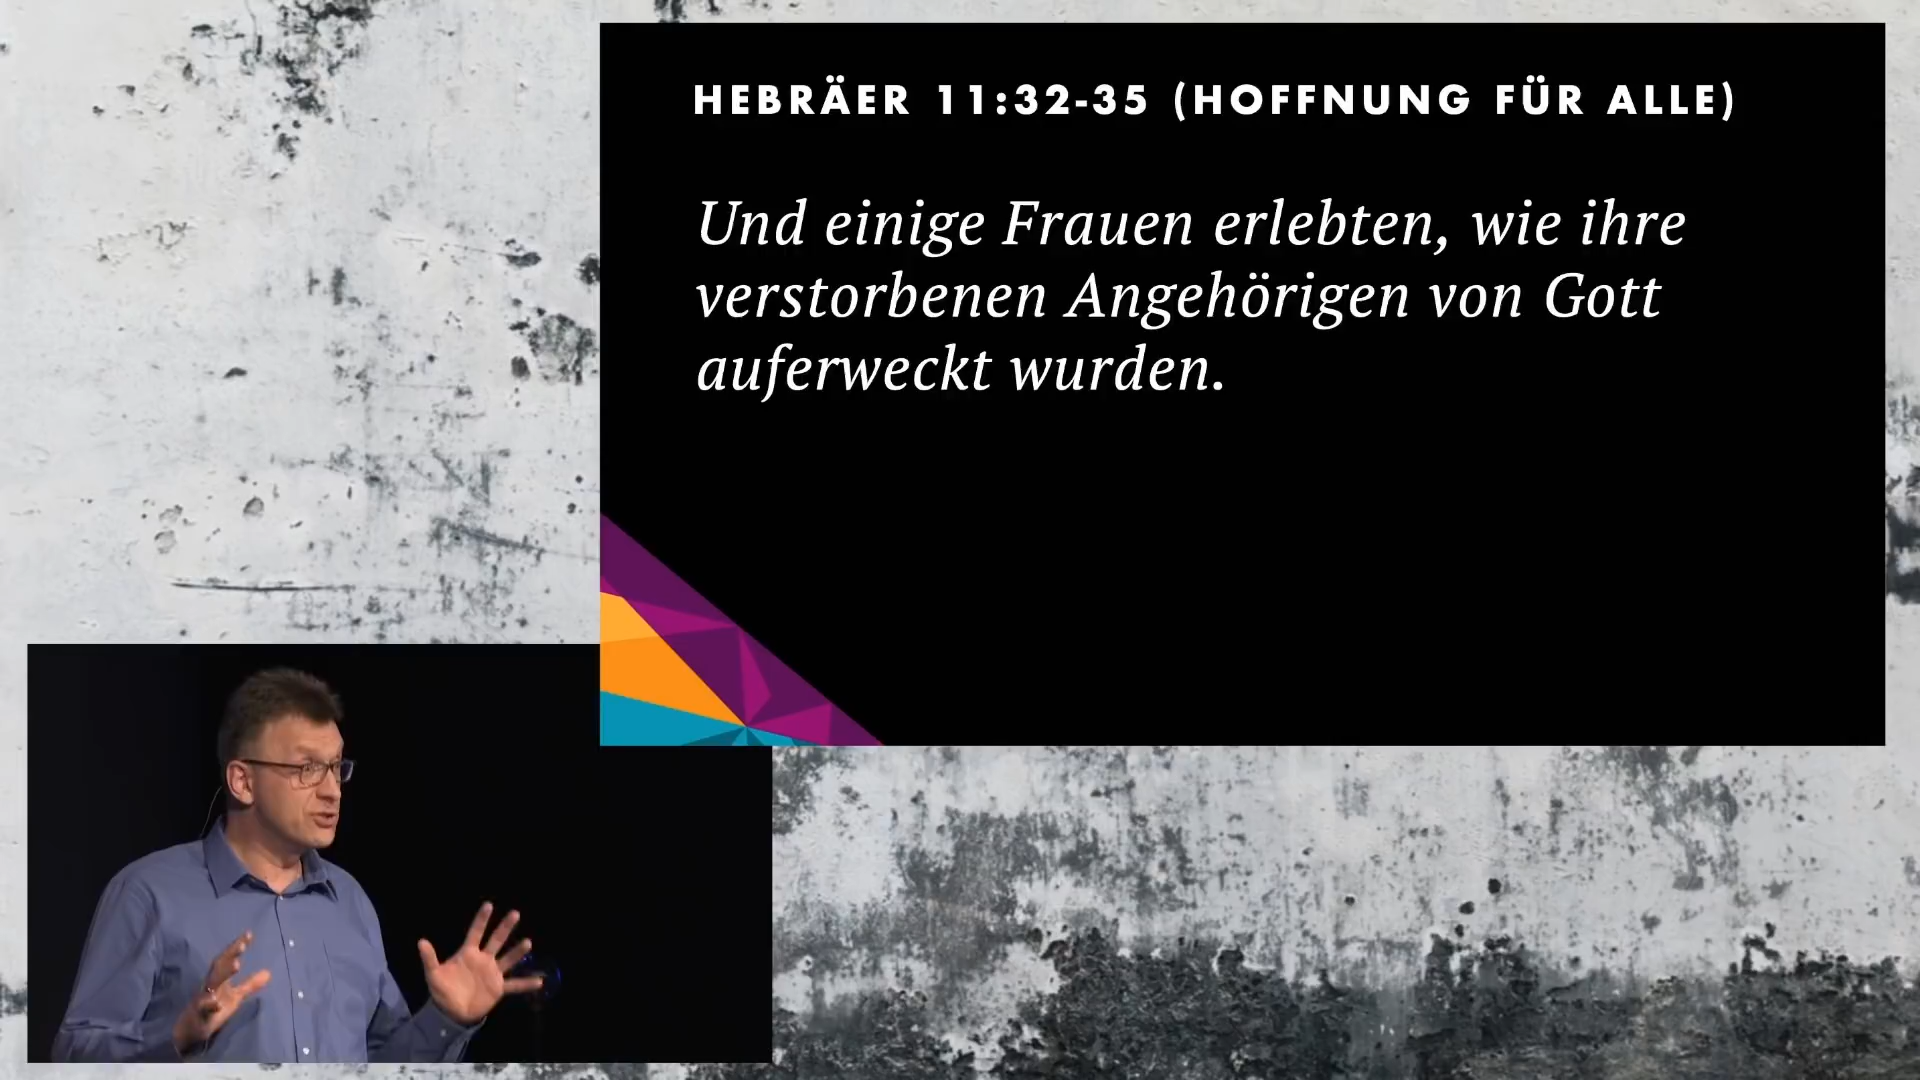 HEBRÄER 11:32-35 (HOFFNUNG FÜR ALLE)
Und einige Frauen erlebten, wie ihre
verstorbenen Angehörigen von Gott
auferweckt wurden.